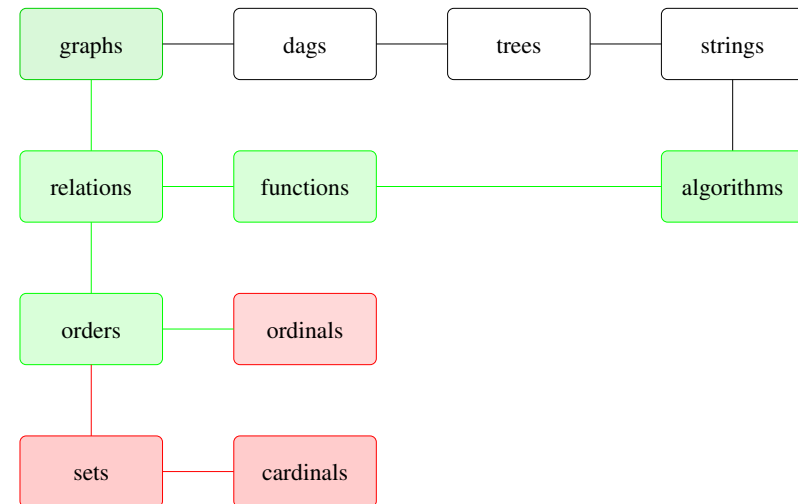 graphs dags trees strings
relations functions algorithms
orders ordinals
sets cardinals